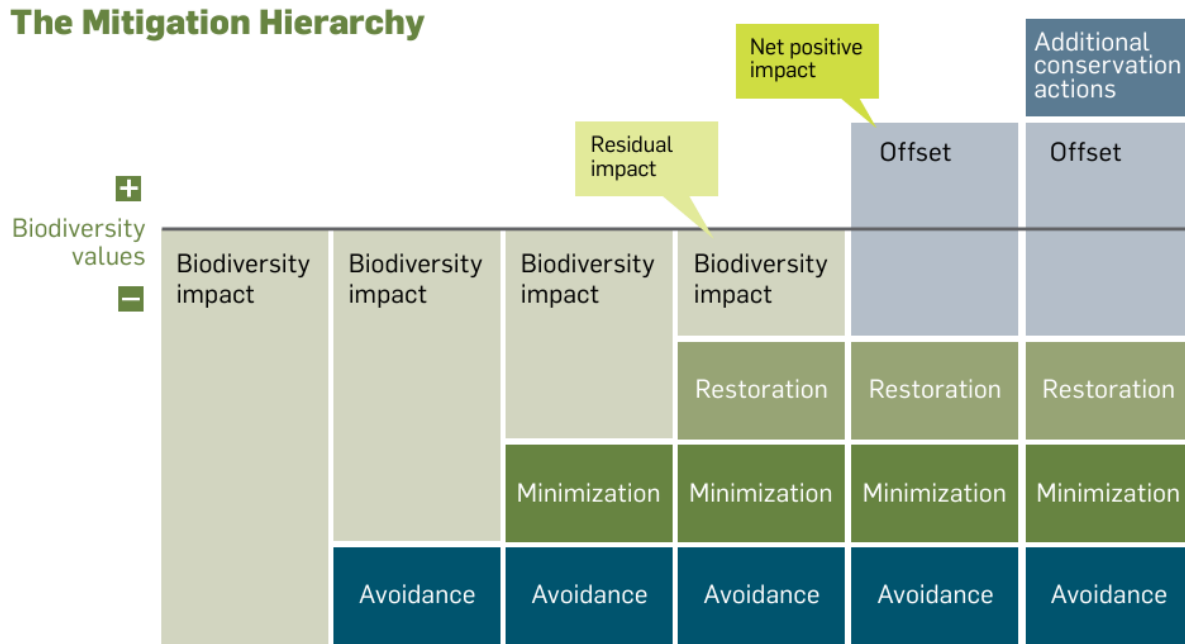 The Mitigation Hierarchy
Net positive
impact
Additional
conservation
actions
Residual
impact
Offset
Offset
+
Biodiversity
values
−
Biodiversity
impact
Biodiversity
impact
Biodiversity
impact
Biodiversity
impact
Restoration
Restoration
Restoration
Minimization
Minimization
Minimization
Minimization
Avoidance
Avoidance
Avoidance
Avoidance
Avoidance